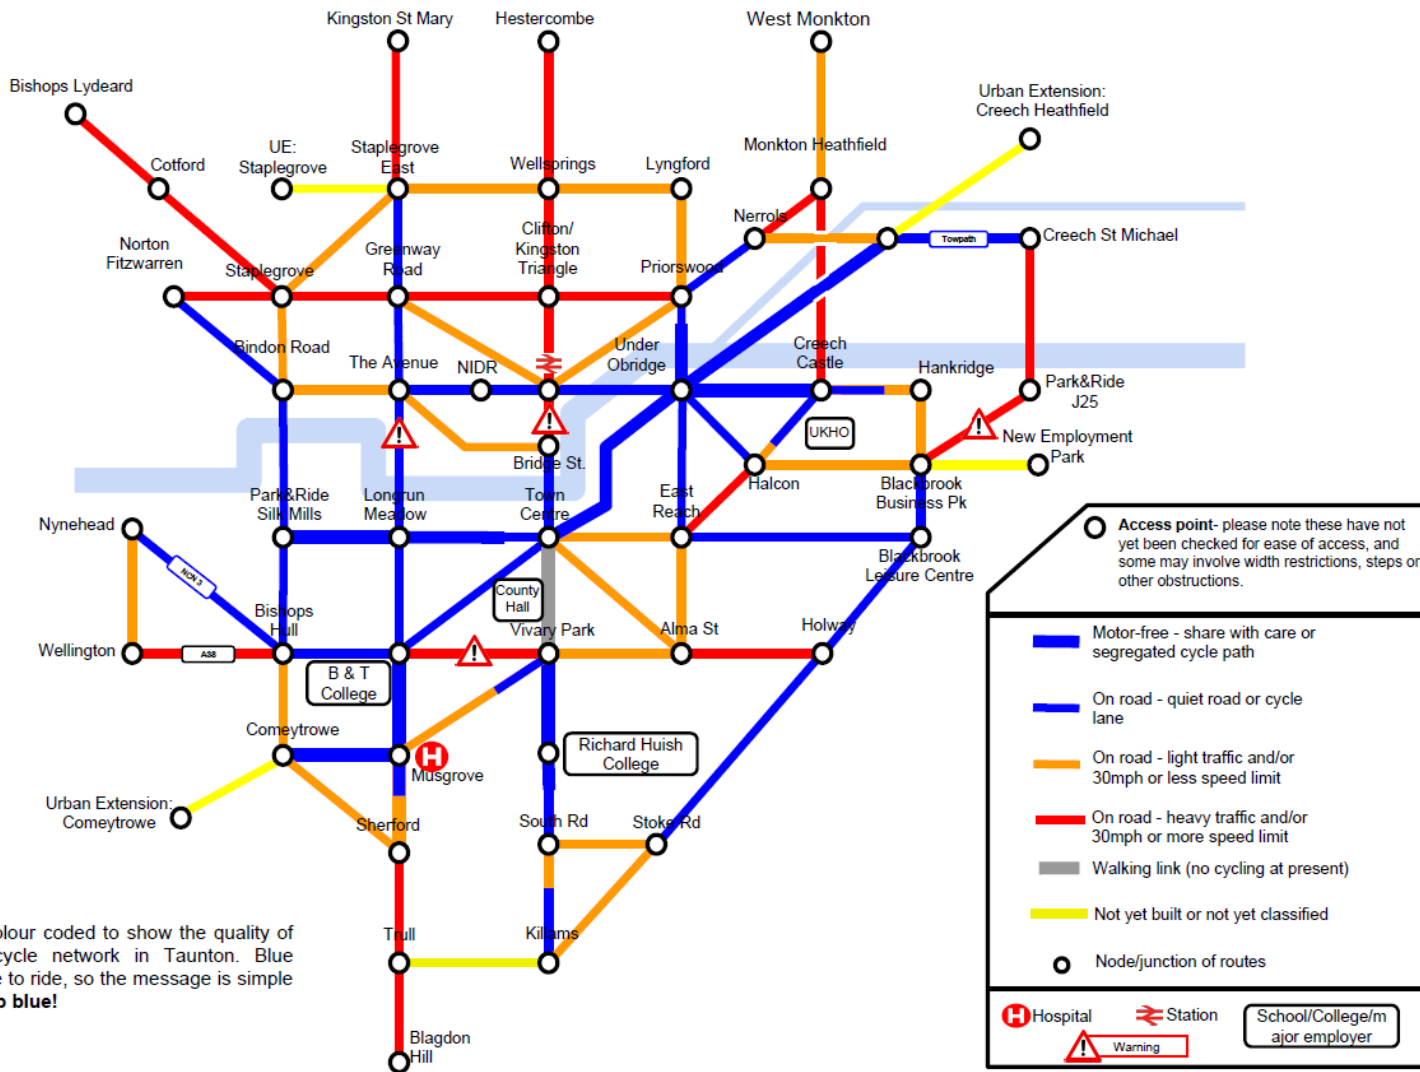 Kingston St Mary
Hestercombe
West Monkton
Bishops Lydeard
Urban Extension:
Creech Heathfield
Cotford
UE:
Staplegrove
Staplegrove
East
Wellsprings
Lyngford
Monkton Heathfield
Nerrols
Norton
Fitzwarren
Staplegrove
Greenway
Road
Clifton/
Kingston
Triangle
Priorswood
Towpath
Creech St Michael
Bindon Road
The Avenue
NIDR
Under
Obridge
Creech
Castle
Hankridge
Park&Ride
J25
UKHO
New Employment
Park
Bridge St.
Halcon
Blackbrook
Business Pk
Park&Ride
Silk Mills
Longrun
Meadow
Town
Centre
East
Reach
Nynehead
NCN 3
Blackbrook
Leisure Centre
Bishops
Hull
County
Hall
Vivary Park
Alma St
Holway
Wellington
A38
B & T
College
Comeytrowe
H
Musgrove
Richard Huish
College
Urban Extension:
Comeytrowe
Sherford
South Rd
Stoke Rd
Trull
Killams
Blagdon
Hill
olour coded to show the quality of
cycle network in Taunton. Blue
e to ride, so the message is simple
o blue!
Access point- please note these have not
yet been checked for ease of access, and
some may involve width restrictions, steps or
other obstructions.
Motor-free - share with care or
segregated cycle path
On road - quiet road or cycle
lane
On road - light traffic and/or
30mph or less speed limit
On road - heavy traffic and/or
30mph or more speed limit
Walking link (no cycling at present)
Not yet built or not yet classified
Node/junction of routes
H Hospital
Station
School/College/m
ajor employer
Warning